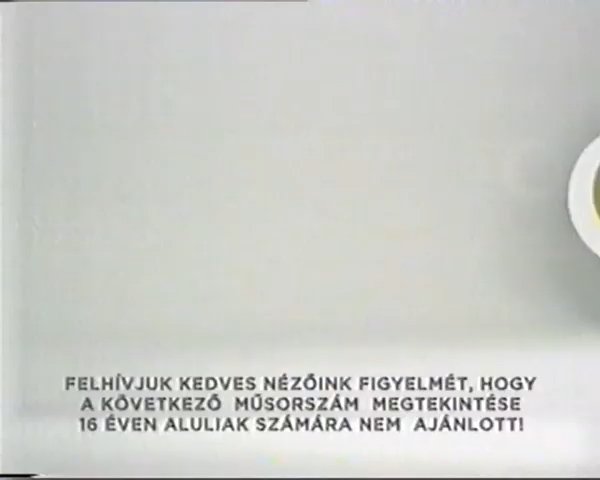 FELHÍVJUK KEDVES NÉZŐINK FIGYELMÉT, HOGY
A KÖVETKEZŐ MŰSORSZÁM MEGTEKINTÉSE
16 ÉVEN ALULIAK SZÁMÁRA NEM AJÁNLOTT!